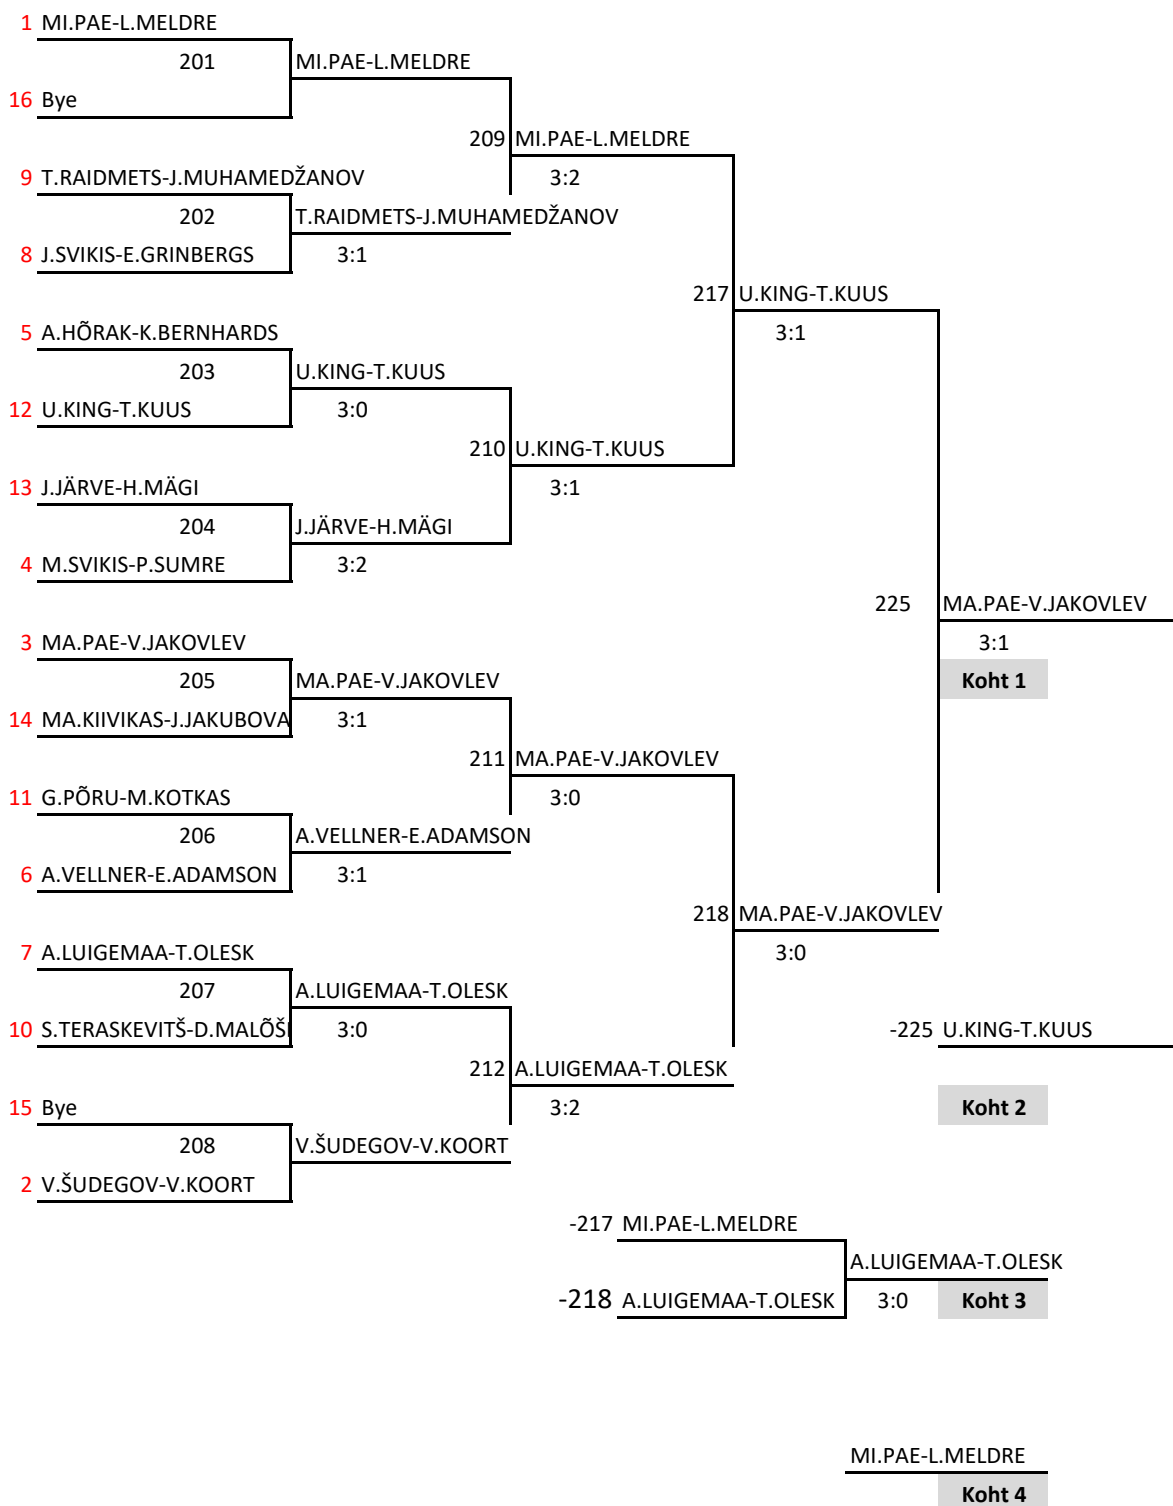 1 MI.PAE-L.MELDRE
201 MI.PAE-L.MELDRE
16 Bye
209 MI.PAE-L.MELDRE
9 T.RAIDMETS-J.MUHAMEDŽANOV 3:2
202 T.RAIDMETS-J.MUHAMEDŽANOV
8 J.SVIKIS-E.GRINBERGS 3:1
217 U.KING-T.KUUS
5 A.HÕRAK-K.BERNHARDS 3:1
203 U.KING-T.KUUS
12 U.KING-T.KUUS 3:0
210 U.KING-T.KUUS
13 J.JÄRVE-H.MÄGI 3:1
204 J.JÄRVE-H.MÄGI
4 M.SVIKIS-P.SUMRE 3:2
225 MA.PAE-V.JAKOVLEV
3 MA.PAE-V.JAKOVLEV 3:1
205 MA.PAE-V.JAKOVLEV Koht 1
14 MA.KIIVIKAS-J.JAKUBOVA 3:1
211 MA.PAE-V.JAKOVLEV
11 G.PÕRU-M.KOTKAS 3:0
206 A.VELLNER-E.ADAMSON
6 A.VELLNER-E.ADAMSON 3:1
218 MA.PAE-V.JAKOVLEV
7 A.LUIGEMAA-T.OLESK 3:0
207 A.LUIGEMAA-T.OLESK
10 S.TERASKEVITŠ-D.MALÕŠ 3:0 -225 U.KING-T.KUUS
212 A.LUIGEMAA-T.OLESK
15 Bye 3:2 Koht 2
208 V.ŠUDEGOV-V.KOORT
2 V.ŠUDEGOV-V.KOORT
-217 MI.PAE-L.MELDRE
A.LUIGEMAA-T.OLESK
-218 A.LUIGEMAA-T.OLESK 3:0 Koht 3
MI.PAE-L.MELDRE
Koht 4